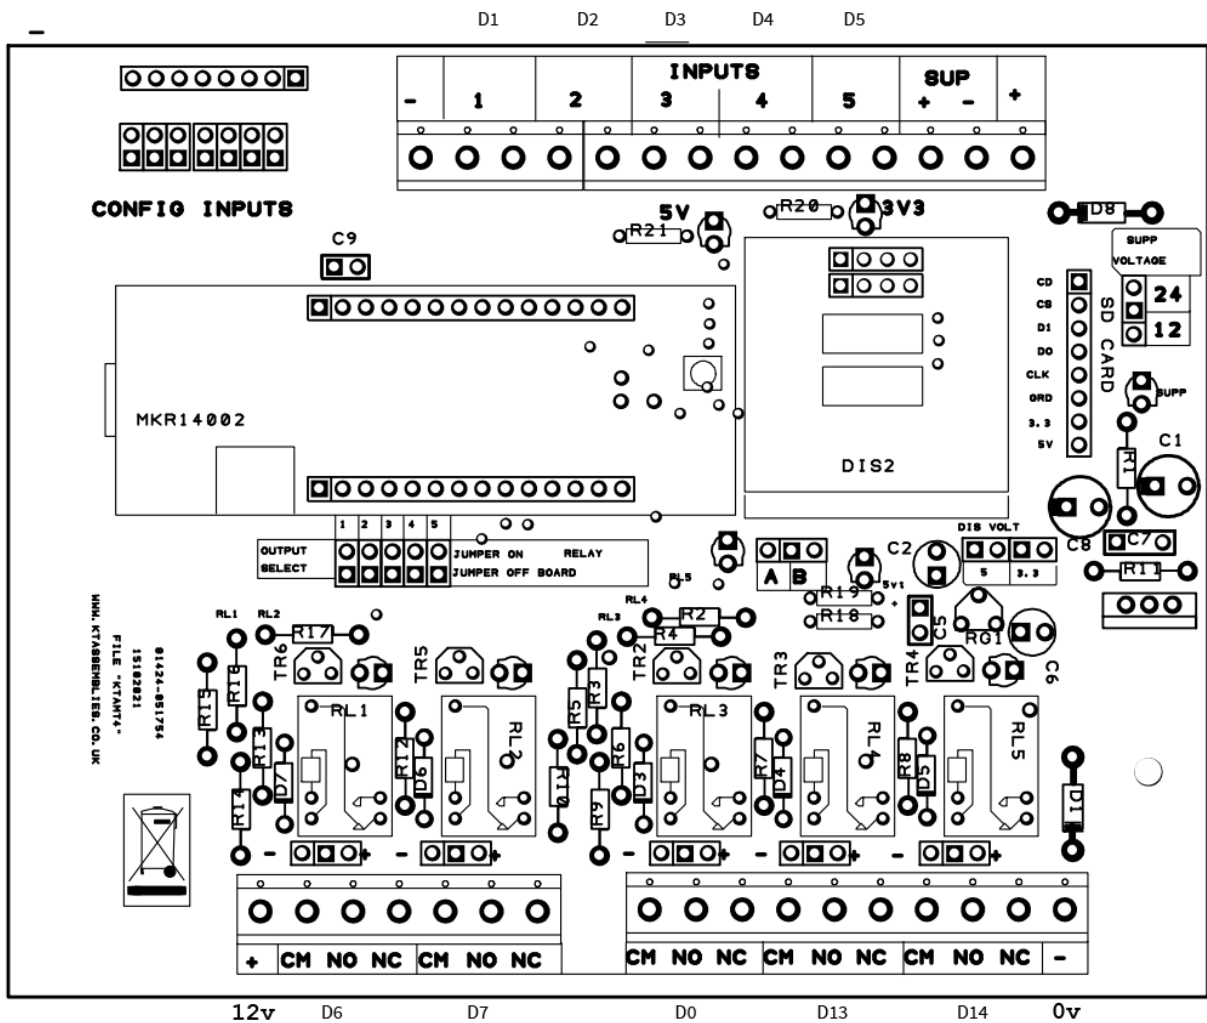 D1 D2 D3 D4 D5
-
INPUTS SUP
- 1 2 3 4 5 + - +
CONFIG INPUTS
5V R20 3V3 D8
R21
C9
SUPP
VOLTAGE
24
12
CD
CS
D1
DO
CLK
GRD
3.3
5V
SD CARD
SUPP
MKR14002
DIS2
R1
C1
1 2 3 4 5
OUTPUT
SELECT
JUMPER ON RELAY
JUMPER OFF BOARD
DIS VOLT
5 3.3
C8
C7
C2
A B
R11
RL5
R19
R18
+
C5
RG1
C6
RL1 RL2 RL3 RL4
R17 R2
R4
TR6 TR5 TR2 TR3 TR4
WWW.KTASSEMBLIES.CO.UK
FILE "KTAMT4"
R15 R16 R13 R14 D7 RL1 R12 D6 RL2 R10 R5 R3 R9 R6 D3 RL3 R7 D4 RL4 R8 D5 RL5 D1
- + - + - + - + - +
+ CM NO NC CM NO NC CM NO NC CM NO NC CM NO NC -
12v D6 D7 D0 D13 D14 0v